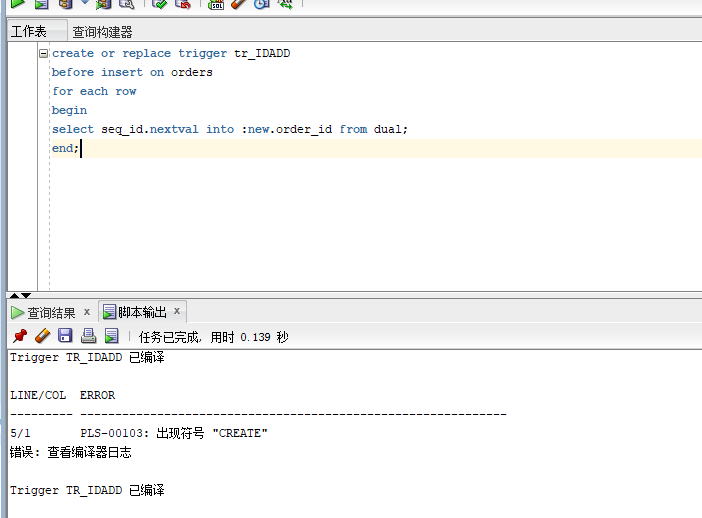 SQL
工作表 查询构建器
create or replace trigger tr_IDADD
before insert on orders
for each row
begin
select seq_id.nextval into :new.order_id from dual;
end;
查询结果 x 脚本输出 x
任务已完成, 用时 0.139 秒
Trigger TR_IDADD 已编译
LINE/COL ERROR
--------- -------------------------------------------------------------
5/1 PLS-00103: 出现符号 "CREATE"
错误: 查看编译器日志
Trigger TR_IDADD 已编译